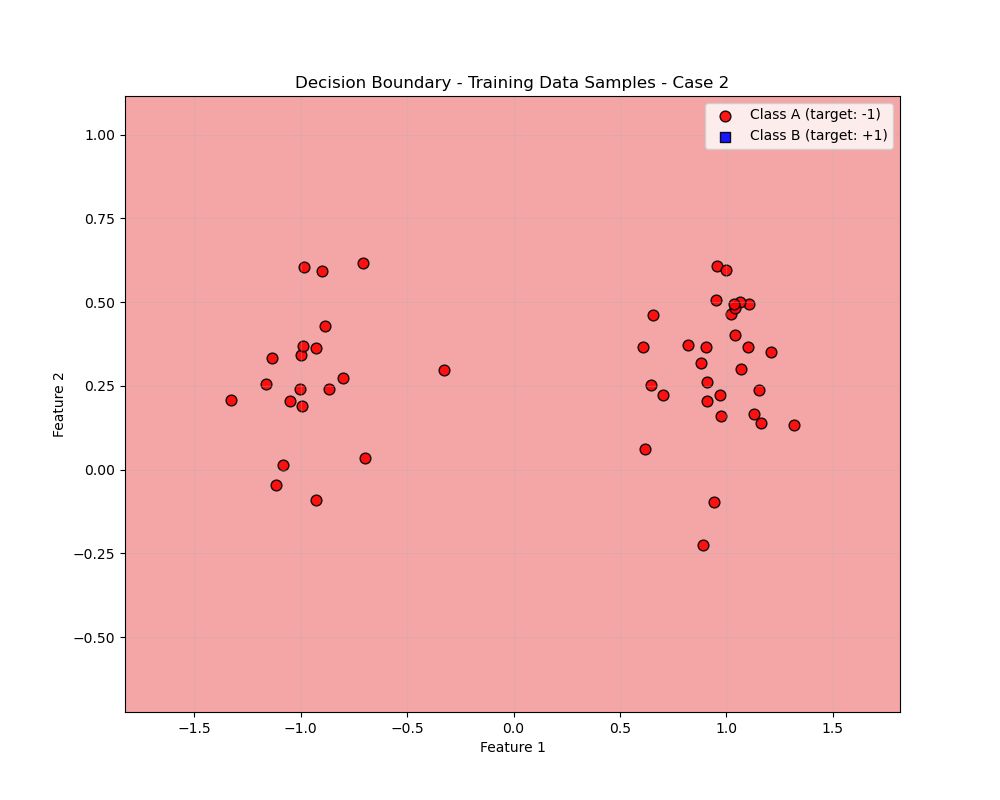 Decision Boundary - Training Data Samples - Case 2
Class A (target: -1)
Class B (target: +1)
1.00
0.75
0.50
0.25
0.00
−0.25
−0.50
Feature 2
−1.5
−1.0
−0.5
0.0
0.5
1.0
1.5
Feature 1